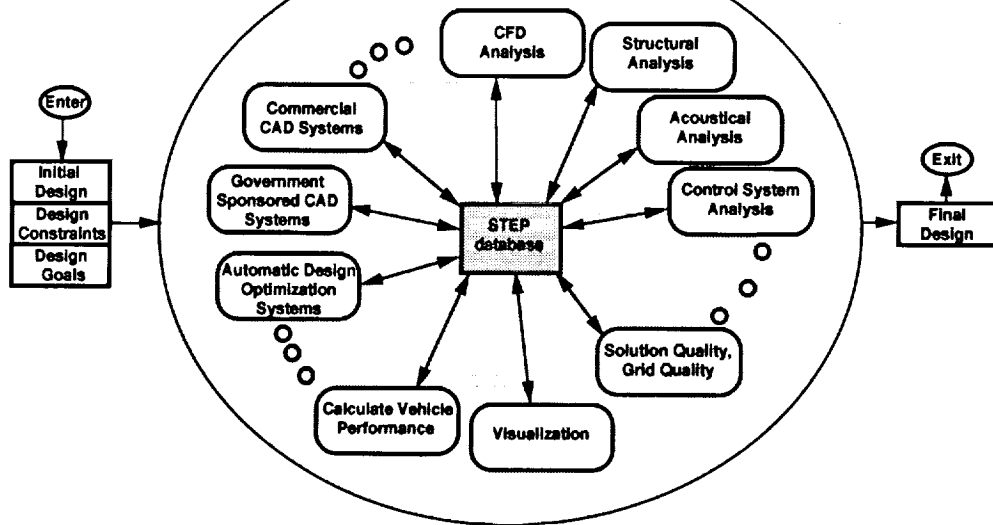 Enter
Initial
Design
Design
Constraints
Design
Goals
CFD
Analysis
Structural
Analysis
Commercial
CAD Systems
Acoustical
Analysis
Government
Sponsored CAD
Systems
Control System
Analysis
STEP
database
Automatic Design
Optimization
Systems
Solution Quality,
Grid Quality
Calculate Vehicle
Performance
Visualization
Exit
Final
Design